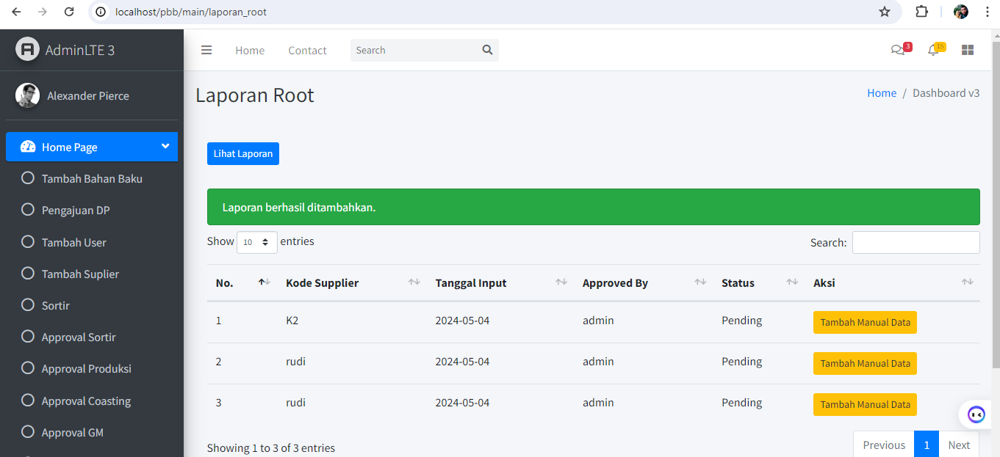 localhost/pbb/main/laporan_root
AdminLTE 3
Home Contact Search 3 15
Alexander Pierce
Home Page
Tambah Bahan Baku
Pengajuan DP
Tambah User
Tambah Suplier
Sortir
Approval Sortir
Approval Produksi
Approval Coasting
Approval GM
Laporan Root
Home / Dashboard v3
Lihat Laporan
Laporan berhasil ditambahkan.
Show 10 entries Search:
No. Kode Supplier Tanggal Input Approved By Status Aksi
1 K2 2024-05-04 admin Pending Tambah Manual Data
2 rudi 2024-05-04 admin Pending Tambah Manual Data
3 rudi 2024-05-04 admin Pending Tambah Manual Data
Showing 1 to 3 of 3 entries
Previous 1 Next